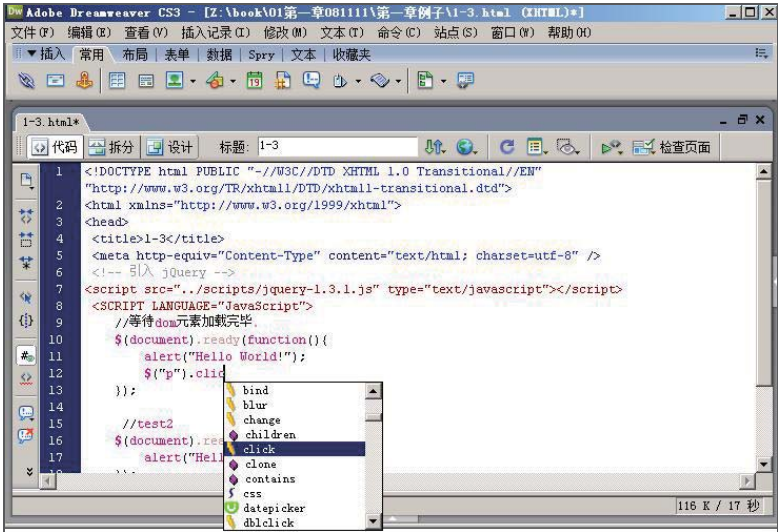 Adobe Dreamweaver CS3 - [Z:\book\01第一章081111\第一章例子\1-3.html (XHTML)*]
文件(F) 编辑(E) 查看(V) 插入记录(I) 修改(M) 文本(T) 命令(C) 站点(S) 窗口(W) 帮助(H)
▼插入 常用 布局 表单 数据 Spry 文本 收藏夹
1-3.html*
代码 拆分 设计 标题: 1-3 检查页面
1 <!DOCTYPE html PUBLIC "-//W3C//DTD XHTML 1.0 Transitional//EN"
"http://www.w3.org/TR/xhtml1/DTD/xhtml1-transitional.dtd">
2 <html xmlns="http://www.w3.org/1999/xhtml">
3 <head>
4 <title>1-3</title>
5 <meta http-equiv="Content-Type" content="text/html; charset=utf-8" />
6 <!-- 引入 jQuery -->
7 <script src="../scripts/jquery-1.3.1.js" type="text/javascript"></script>
8 <SCRIPT LANGUAGE="JavaScript">
9 //等待dom元素加载完毕.
10 $(document).ready(function(){
11 alert("Hello World!");
12 $("p").clic
13 });
14
15 //test2
16 $(document).rea
17 alert("Hell
bind
blur
change
children
click
clone
contains
css
datepicker
dblclick
116 K / 17 秒